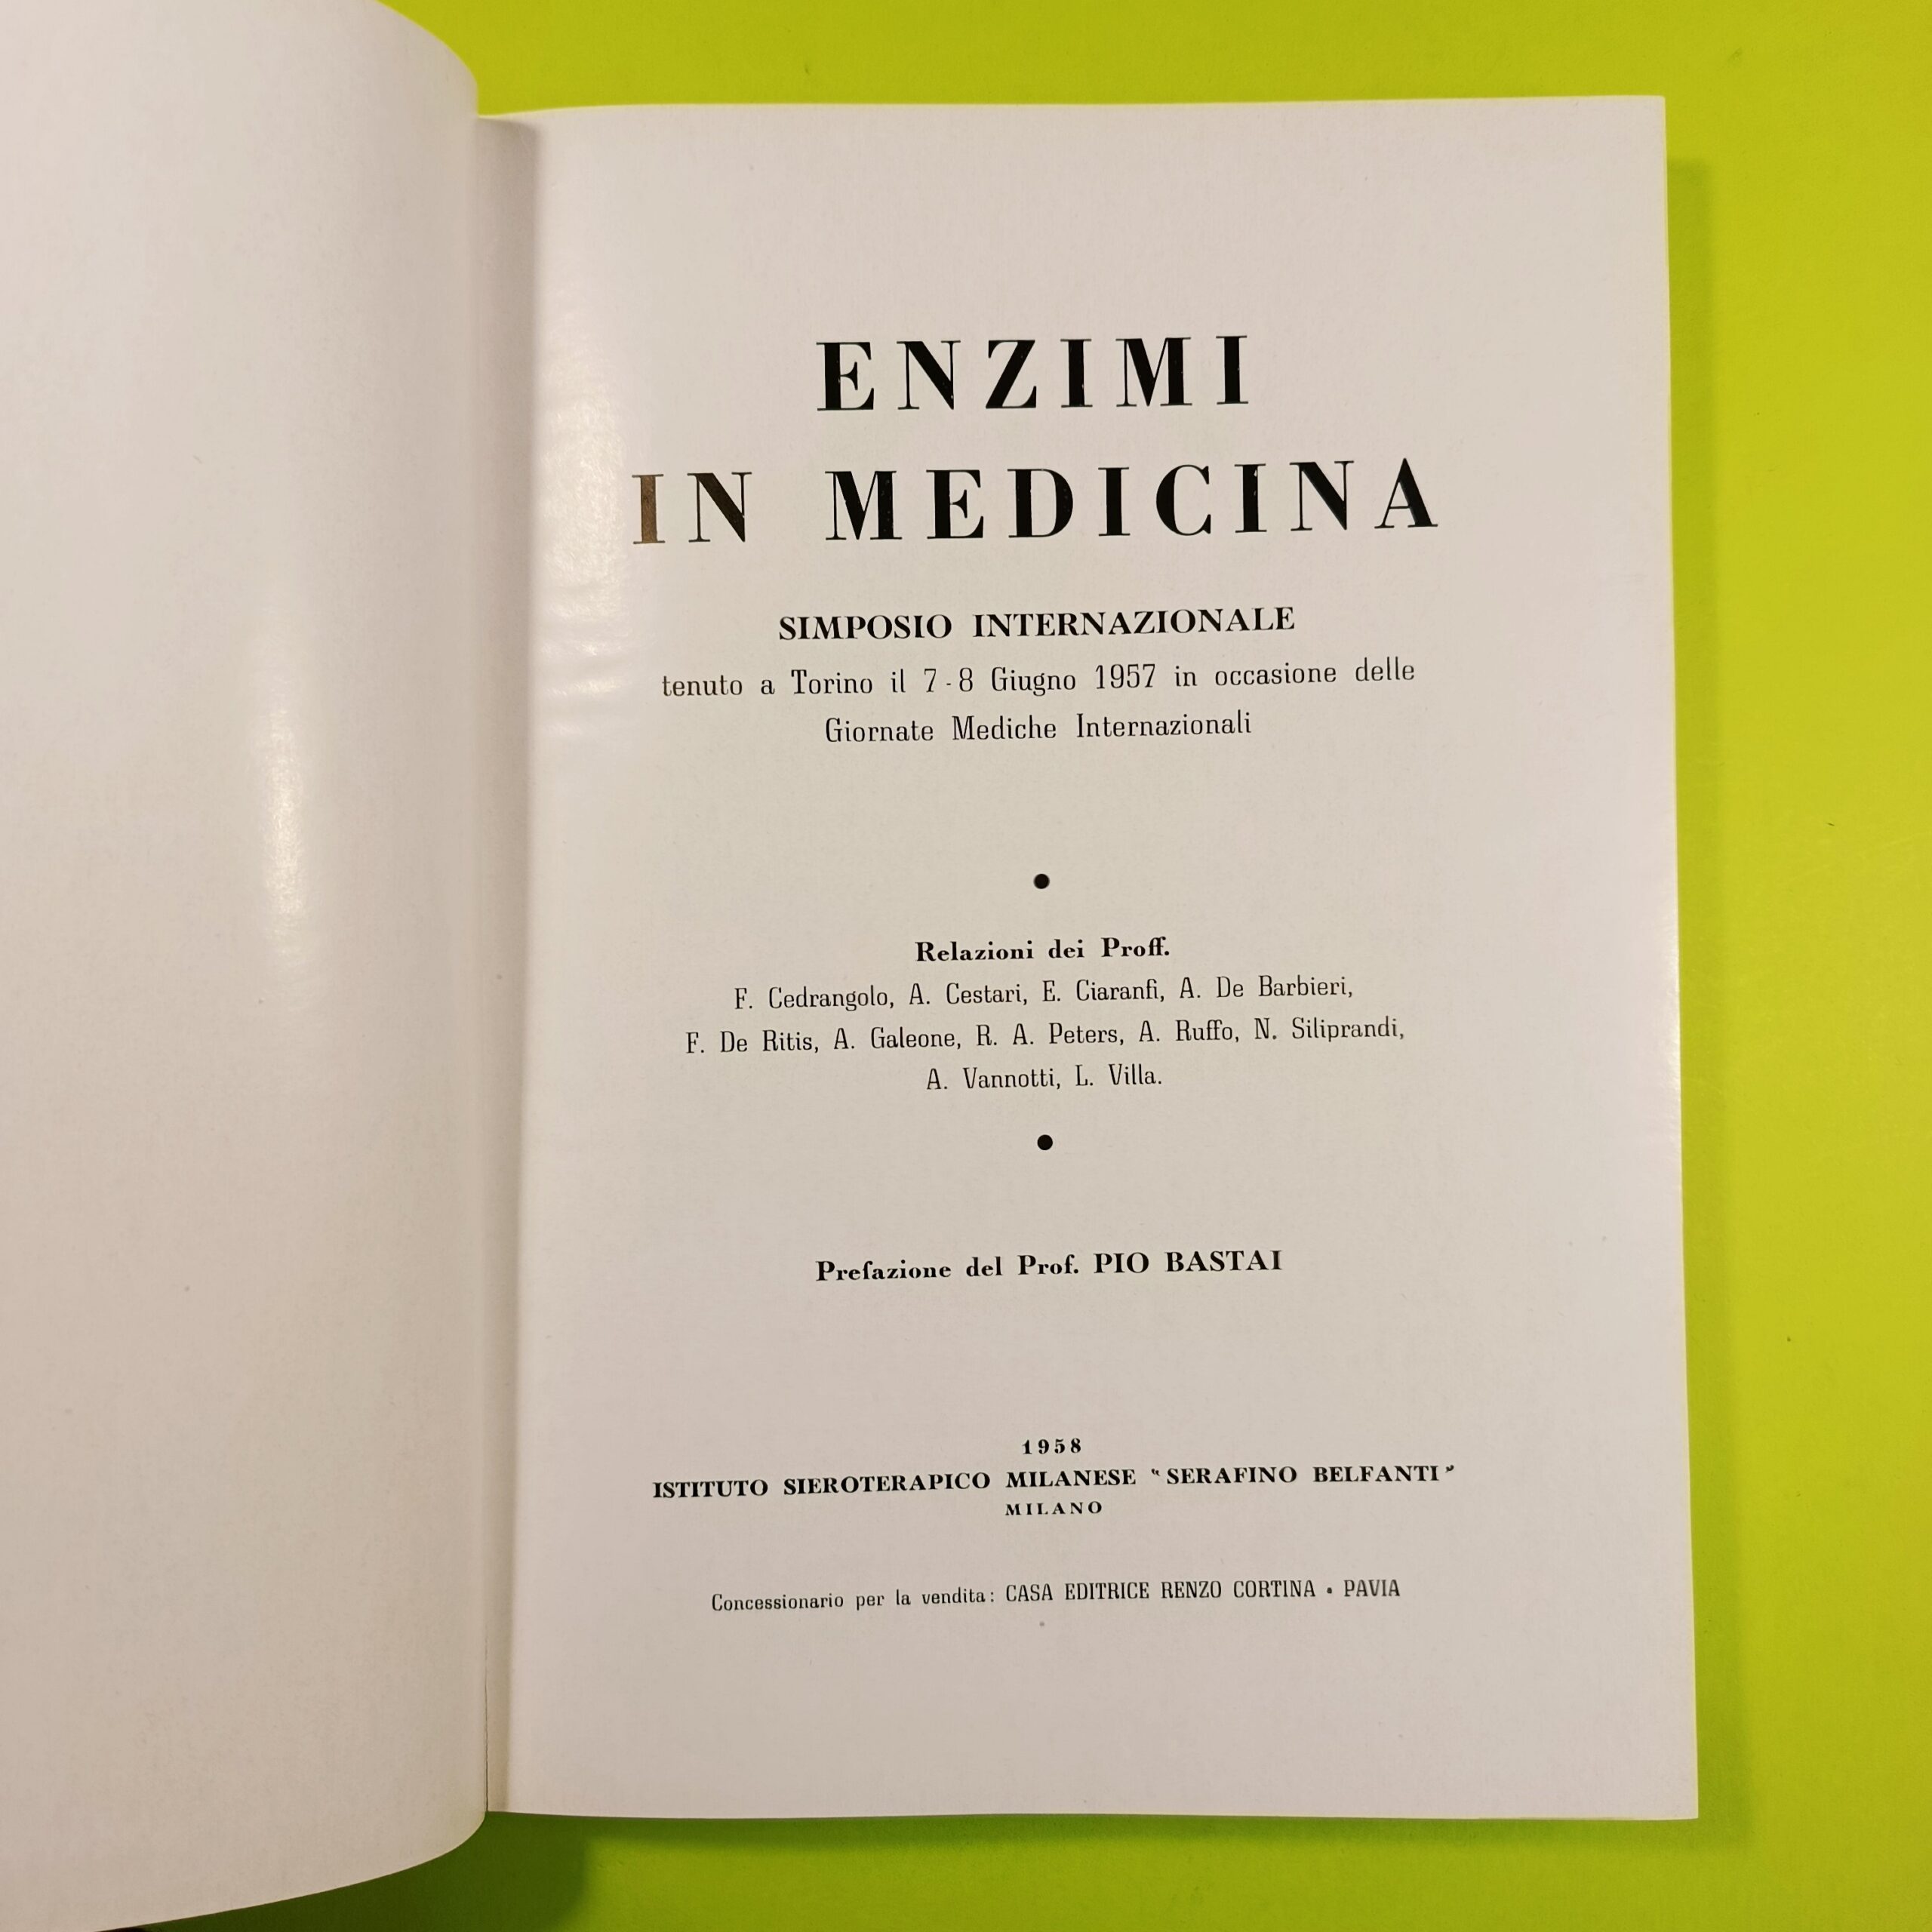 ENZIMI
IN MEDICINA
SIMPOSIO INTERNAZIONALE
tenuto a Torino il 7-8 Giugno 1957 in occasione delle
Giornate Mediche Internazionali
•
Relazioni dei Proff.
F. Cedrangolo, A. Cestari, E. Ciaranfi, A. De Barbieri,
F. De Ritis, A. Galeone, R. A. Peters, A. Ruffo, N. Siliprandi,
A. Vannotti, L. Villa.
•
Prefazione del Prof. PIO BASTAI
1958
ISTITUTO SIEROTERAPICO MILANESE “SERAFINO BELFANTI”
MILANO
Concessionario per la vendita: CASA EDITRICE RENZO CORTINA • PAVIA